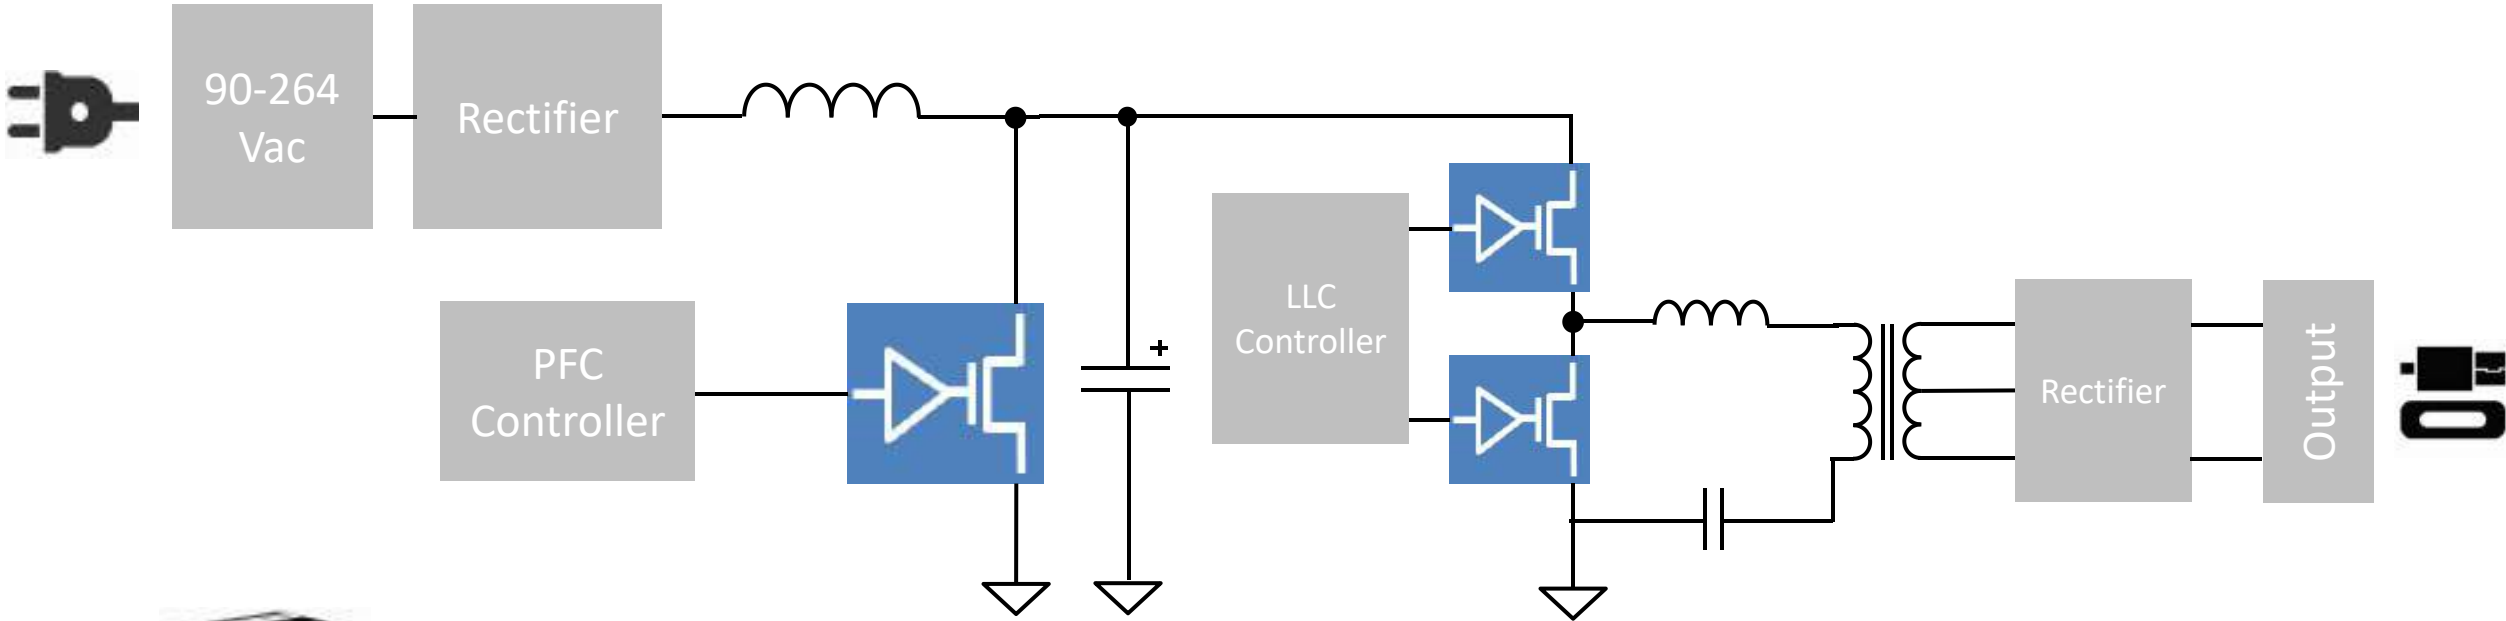 90-264
Vac
Rectifier
PFC
Controller
+
LLC
Controller
Rectifier
Output